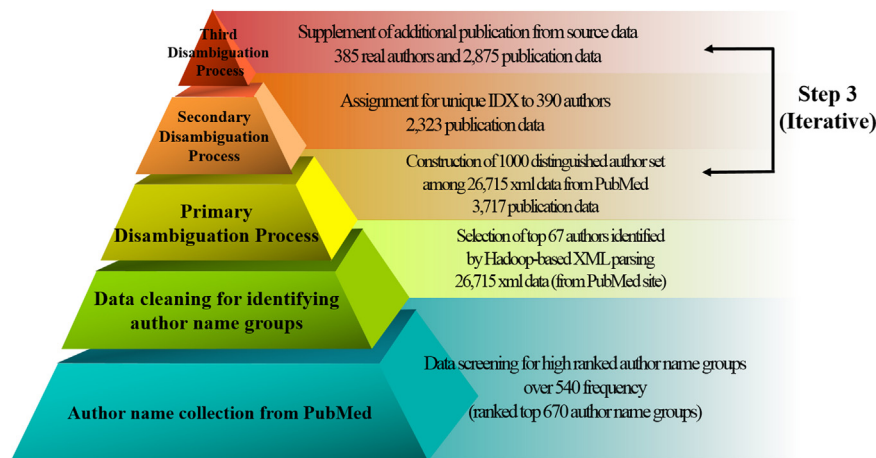 Third
Disambiguation
Process
Supplement of additional publication from source data
385 real authors and 2,875 publication data
Step 3
(Iterative)
Secondary
Disambiguation
Process
Assignment for unique IDX to 390 authors
2,323 publication data
Primary
Disambiguation Process
Construction of 1000 distinguished author set
among 26,715 xml data from PubMed
3,717 publication data
Data cleaning for identifying
author name groups
Selection of top 67 authors identified
by Hadoop-based XML parsing
26,715 xml data (from PubMed site)
Author name collection from PubMed
Data screening for high ranked author name groups
over 540 frequency
(ranked top 670 author name groups)